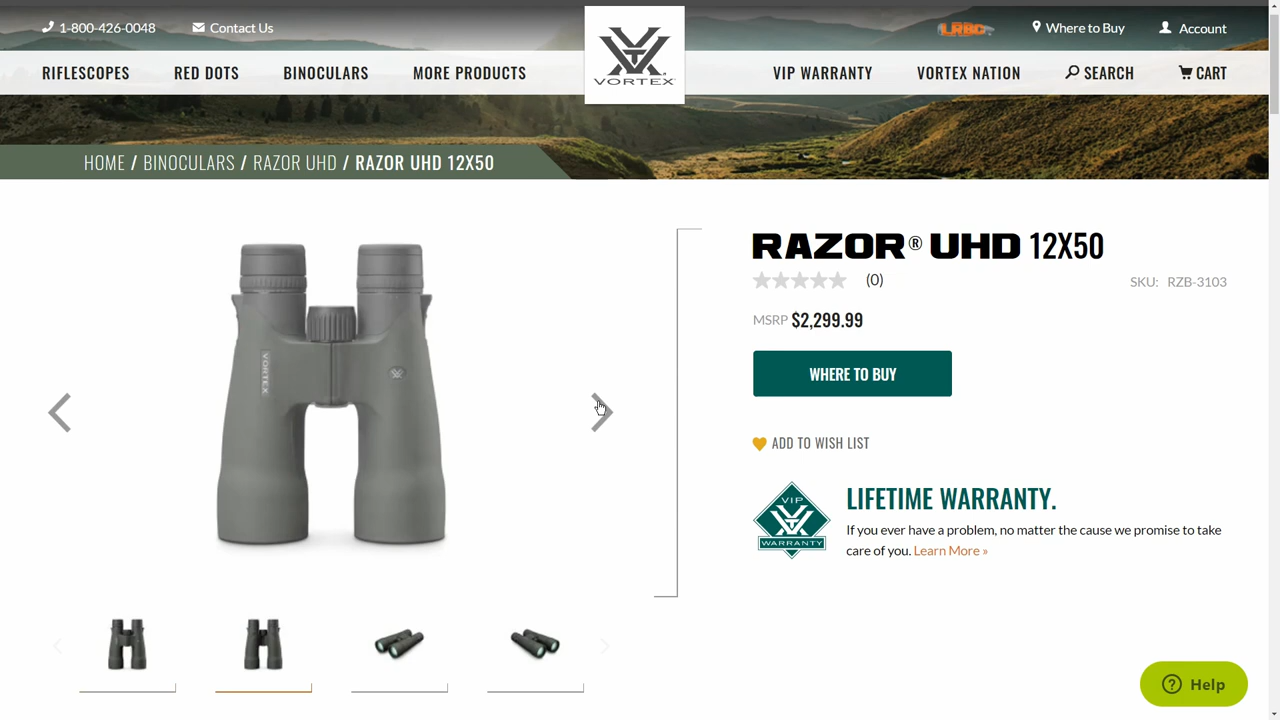 1-800-426-0048
Contact Us
LRBC
Where to Buy
Account
RIFLESCOPES
RED DOTS
BINOCULARS
MORE PRODUCTS
VORTEX
VIP WARRANTY
VORTEX NATION
SEARCH
CART
HOME / BINOCULARS / RAZOR UHD / RAZOR UHD 12X50
VORTEX
RAZOR® UHD 12X50
(0)
SKU: RZB-3103
MSRP $2,299.99
WHERE TO BUY
ADD TO WISH LIST
VIP
WARRANTY
LIFETIME WARRANTY.
If you ever have a problem, no matter the cause we promise to take
care of you. Learn More »
Help